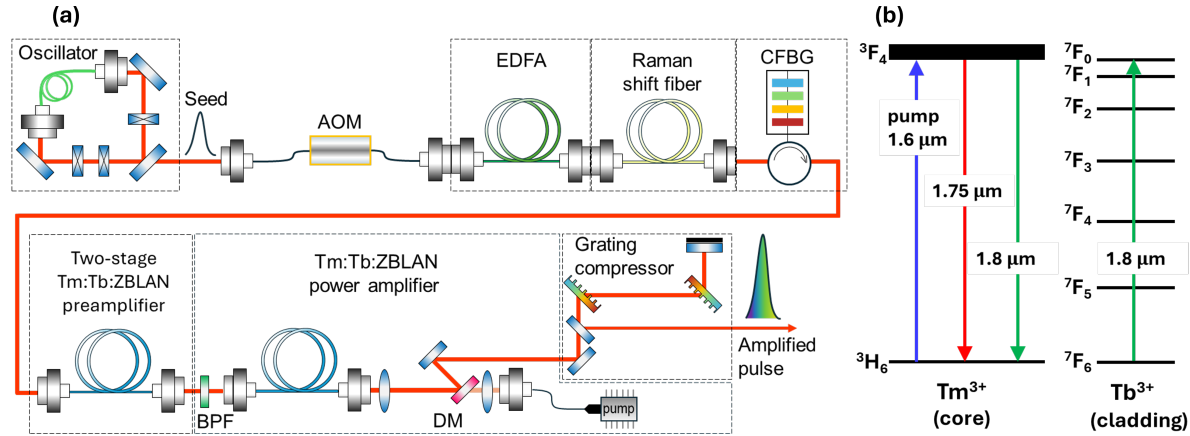 (a)
Oscillator
Seed
AOM
EDFA
Raman
shift fiber
CFBG
Two-stage
Tm:Tb:ZBLAN
preamplifier
BPF
Tm:Tb:ZBLAN
power amplifier
DM
pump
Grating
compressor
Amplified
pulse
(b)
³F₄
pump
1.6 μm
1.75 μm
1.8 μm
³H₆
Tm³⁺
(core)
⁷F₀
⁷F₁
⁷F₂
⁷F₃
⁷F₄
1.8 μm
⁷F₅
⁷F₆
Tb³⁺
(cladding)